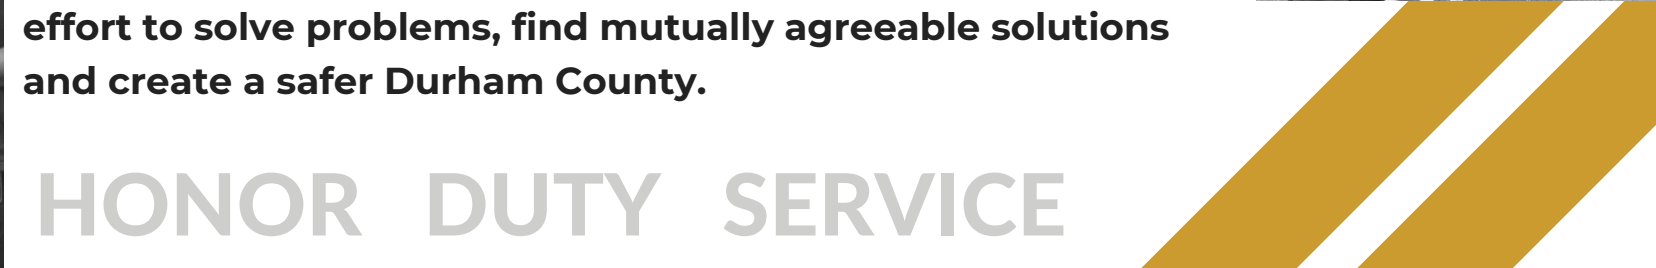 effort to solve problems, find mutually agreeable solutions
and create a safer Durham County.
HONOR DUTY SERVICE